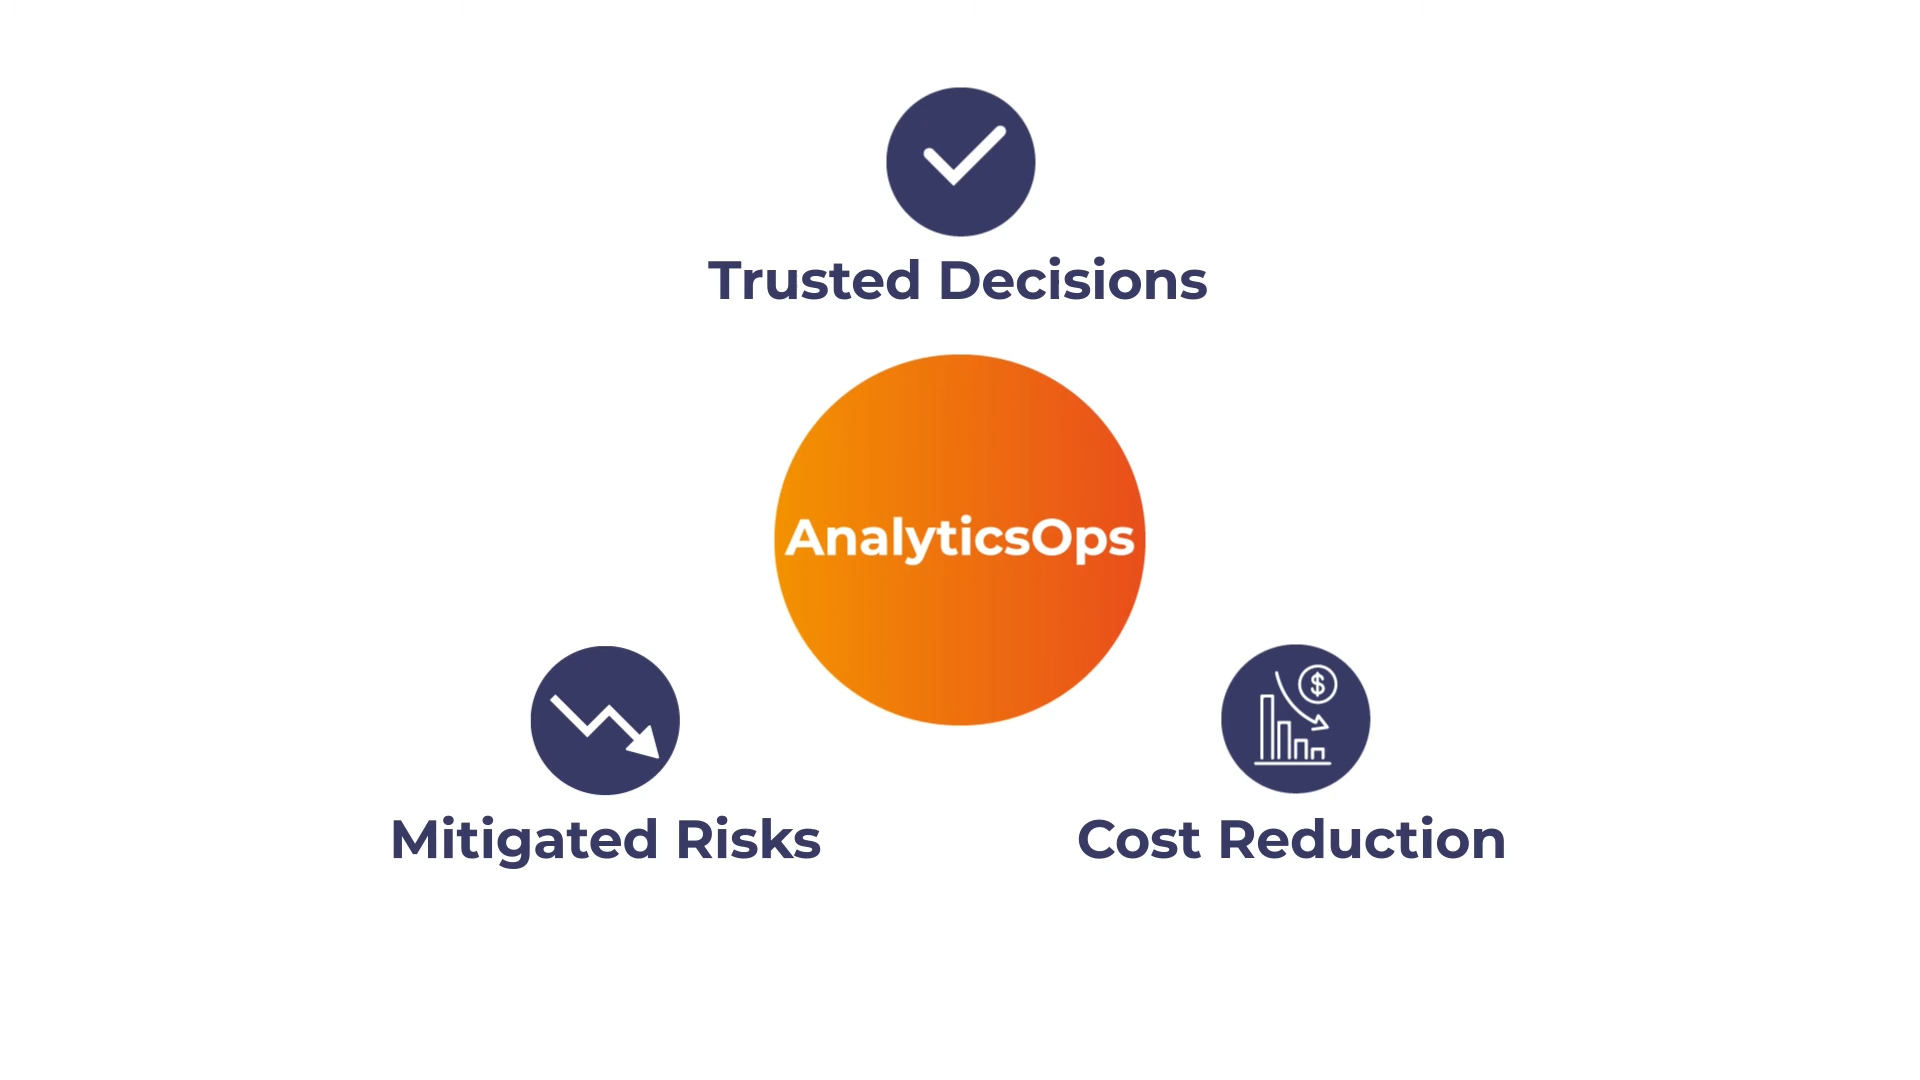 Trusted Decisions
AnalyticsOps
$
Mitigated Risks
Cost Reduction